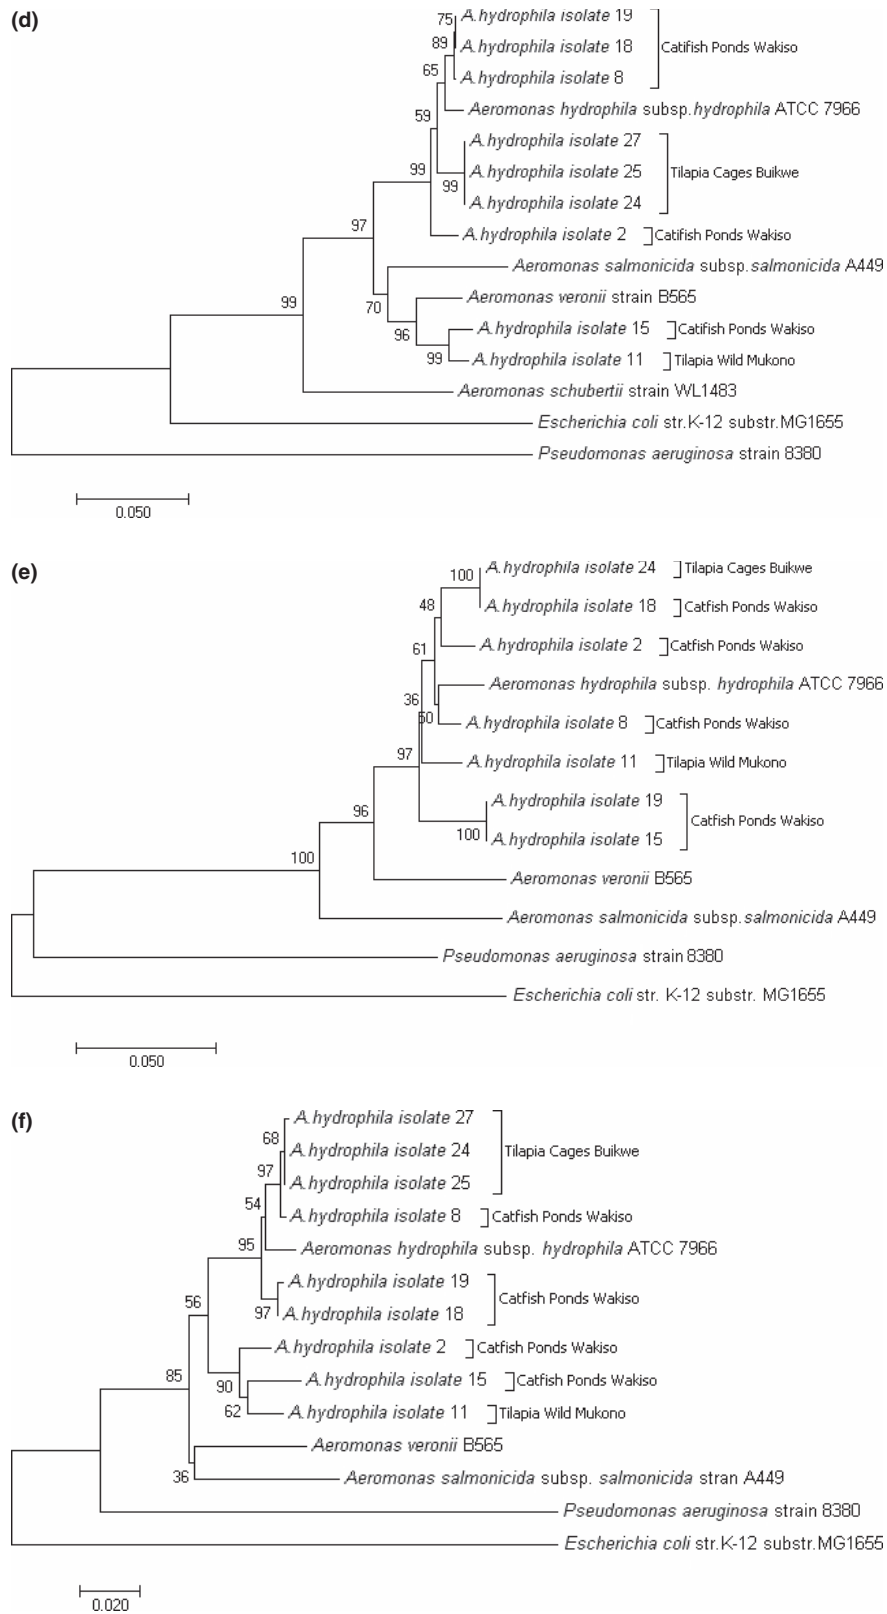 (d)
75
A.hydrophila isolate 19
89
A.hydrophila isolate 18
Catifish Ponds Wakiso
65
A.hydrophila isolate 8
59
Aeromonas hydrophila subsp.hydrophila ATCC 7966
A.hydrophila isolate 27
99
A.hydrophila isolate 25
Tilapia Cages Buikwe
99
A.hydrophila isolate 24
97
A.hydrophila isolate 2
Catifish Ponds Wakiso
Aeromonas salmonicida subsp.salmonicida A449
99
Aeromonas veronii strain B565
70
A.hydrophila isolate 15
Catifish Ponds Wakiso
96
99
A.hydrophila isolate 11
Tilapia Wild Mukono
Aeromonas schubertii strain WL1483
Escherichia coli str.K-12 substr.MG1655
Pseudomonas aeruginosa strain 8380
0.050
(e)
100
A.hydrophila isolate 24
Tilapia Cages Buikwe
48
A.hydrophila isolate 18
Catfish Ponds Wakiso
61
A.hydrophila isolate 2
Catfish Ponds Wakiso
Aeromonas hydrophila subsp. hydrophila ATCC 7966
36
50
A.hydrophila isolate 8
Catfish Ponds Wakiso
97
A.hydrophila isolate 11
Tilapia Wild Mukono
96
A.hydrophila isolate 19
Catfish Ponds Wakiso
100
A.hydrophila isolate 15
100
Aeromonas veronii B565
Aeromonas salmonicida subsp.salmonicida A449
Pseudomonas aeruginosa strain 8380
Escherichia coli str. K-12 substr. MG1655
0.050
(f)
A.hydrophila isolate 27
68
A.hydrophila isolate 24
Tilapia Cages Buikwe
97
A.hydrophila isolate 25
54
A.hydrophila isolate 8
Catfish Ponds Wakiso
95
Aeromonas hydrophila subsp. hydrophila ATCC 7966
A.hydrophila isolate 19
Catfish Ponds Wakiso
56
97
A.hydrophila isolate 18
A.hydrophila isolate 2
Catfish Ponds Wakiso
85
90
A.hydrophila isolate 15
Catfish Ponds Wakiso
62
A.hydrophila isolate 11
Tilapia Wild Mukono
Aeromonas veronii B565
36
Aeromonas salmonicida subsp. salmonicida stran A449
Pseudomonas aeruginosa strain 8380
Escherichia coli str.K-12 substr.MG1655
0.020